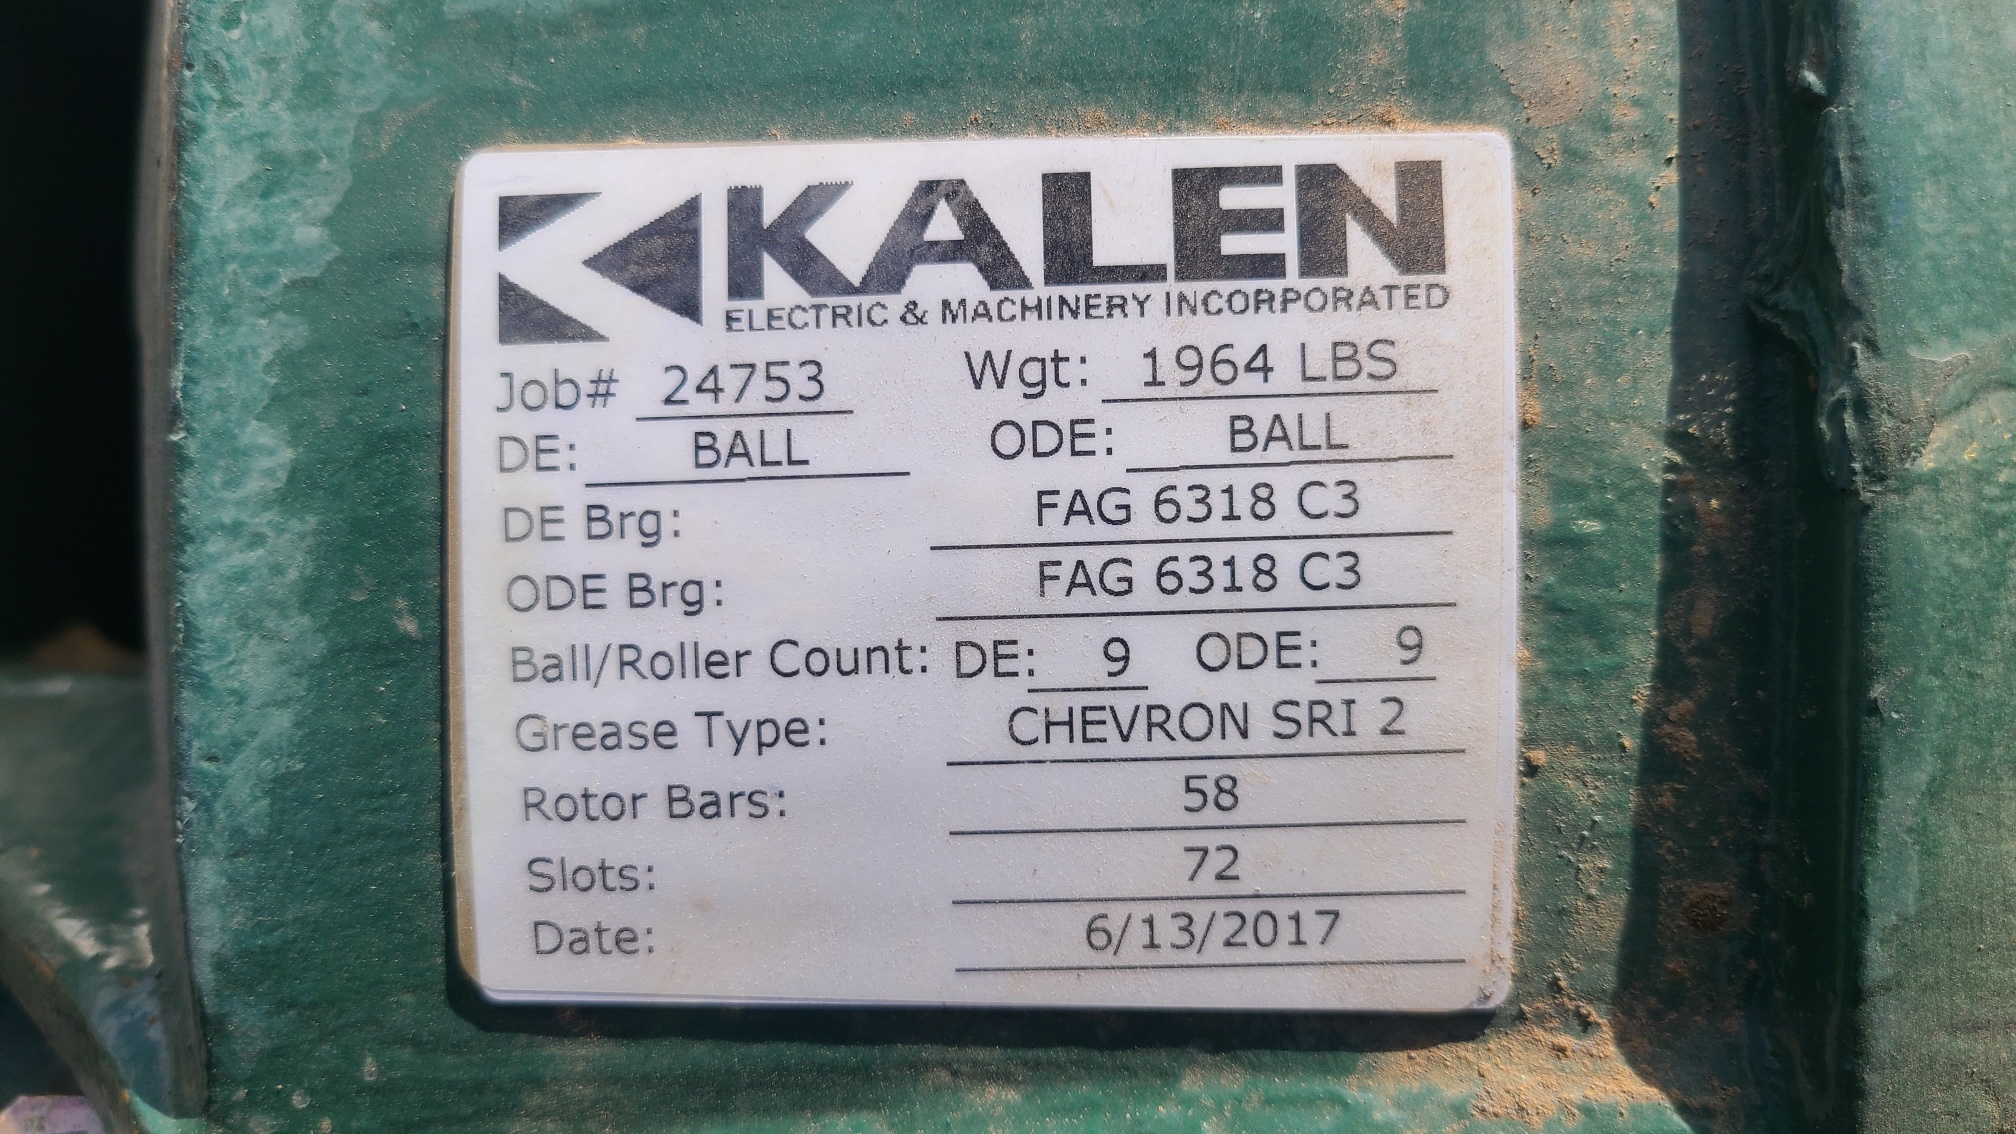 KALEN
ELECTRIC & MACHINERY INCORPORATED
Job# 24753 Wgt: 1964 LBS
DE: BALL ODE: BALL
DE Brg: FAG 6318 C3
ODE Brg: FAG 6318 C3
Ball/Roller Count: DE: 9 ODE: 9
Grease Type: CHEVRON SRI 2
Rotor Bars: 58
Slots: 72
Date: 6/13/2017